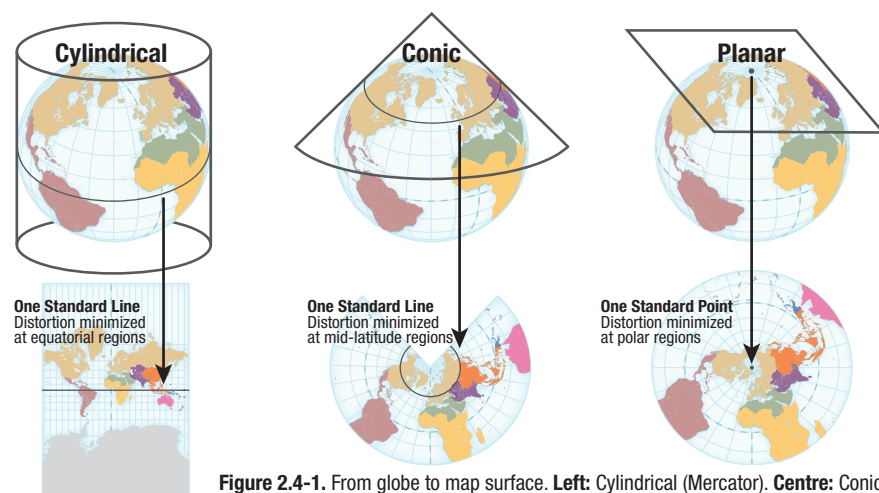 Cylindrical
Conic
Planar
One Standard Line
Distortion minimized
at equatorial regions
One Standard Line
Distortion minimized
at mid-latitude regions
One Standard Point
Distortion minimized
at polar regions
Figure 2.4-1. From globe to map surface. Left: Cylindrical (Mercator). Centre: Conic